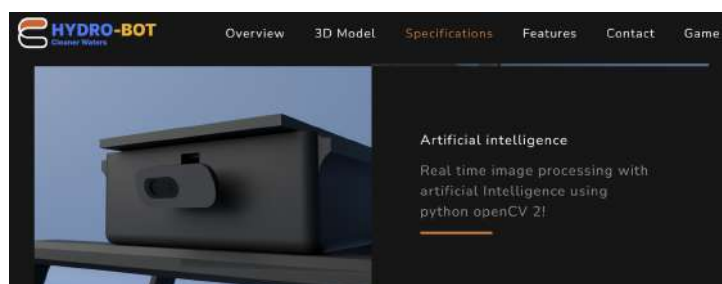 HYDRO-BOT
Cleaner Waters
Overview 3D Model Specifications Features Contact Game
Artificial intelligence
Real time image processing with
artificial Intelligence using
python openCV 2!